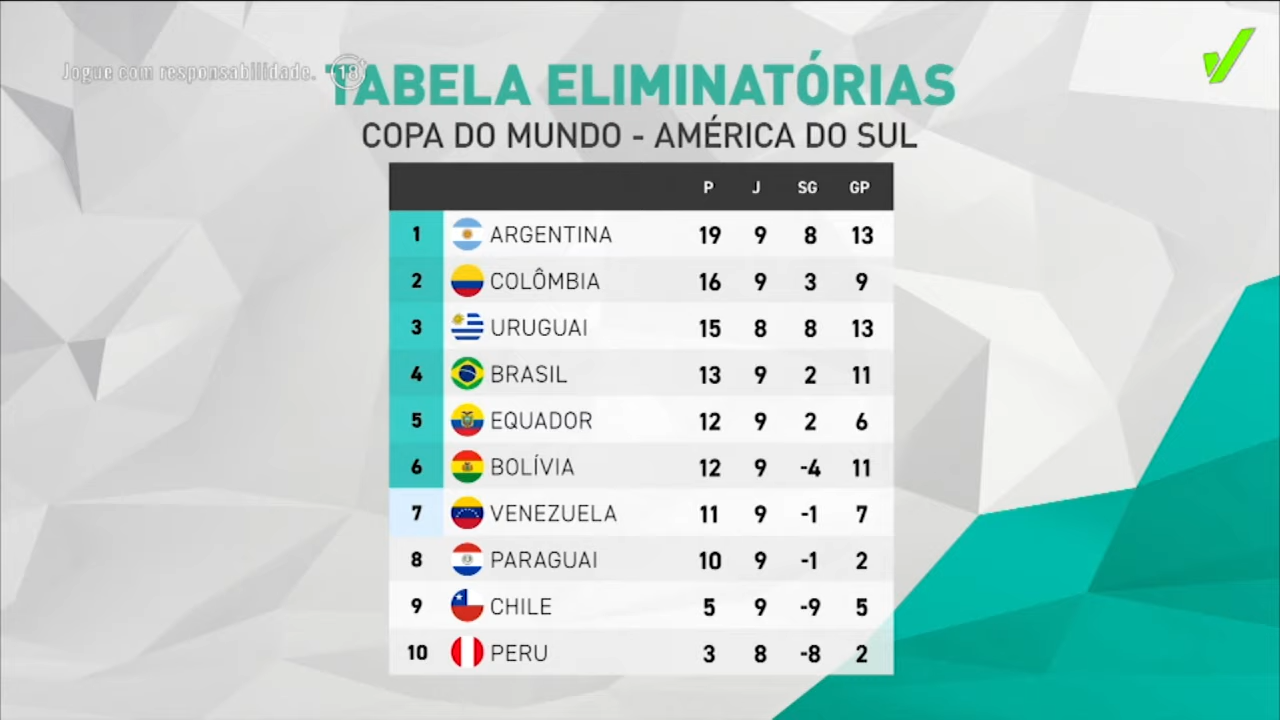 Jogue com responsabilidade. 18+
TABELA ELIMINATÓRIAS
COPA DO MUNDO - AMÉRICA DO SUL
P J SG GP
1 ARGENTINA 19 9 8 13
2 COLÔMBIA 16 9 3 9
3 URUGUAI 15 8 8 13
4 BRASIL 13 9 2 11
5 EQUADOR 12 9 2 6
6 BOLÍVIA 12 9 -4 11
7 VENEZUELA 11 9 -1 7
8 PARAGUAI 10 9 -1 2
9 CHILE 5 9 -9 5
10 PERU 3 8 -8 2